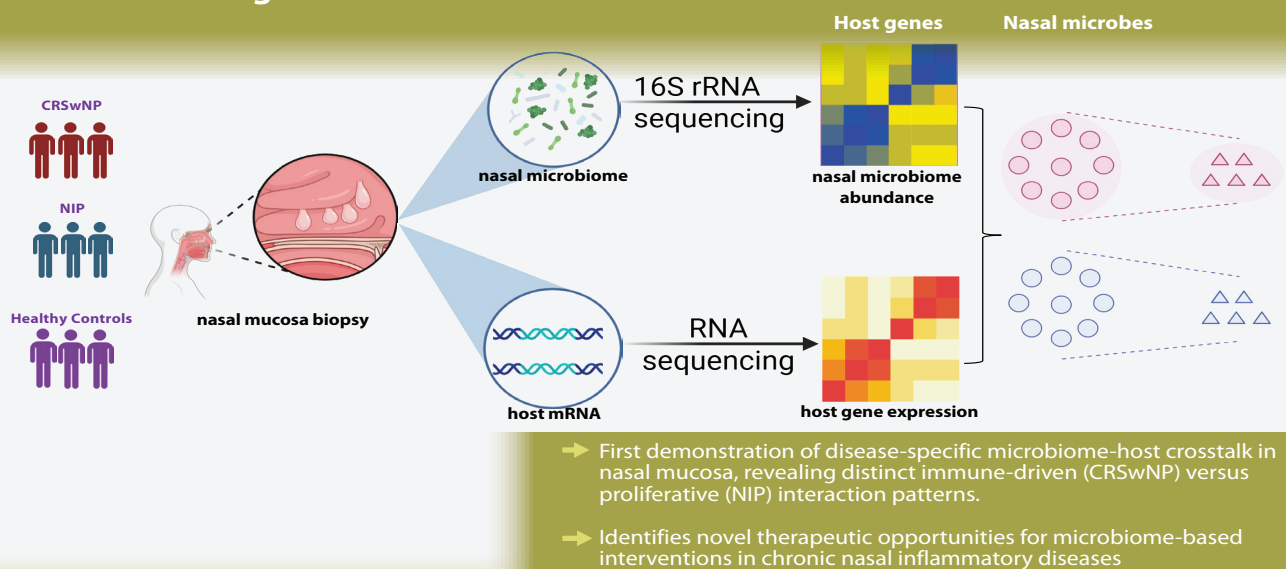 Host genes
Nasal microbes
CRSwNP
NIP
Healthy Controls
nasal mucosa biopsy
nasal microbiome
16S rRNA
sequencing
nasal microbiome
abundance
host mRNA
RNA
sequencing
host gene expression
First demonstration of disease-specific microbiome-host crosstalk in
nasal mucosa, revealing distinct immune-driven (CRSwNP) versus
proliferative (NIP) interaction patterns.
Identifies novel therapeutic opportunities for microbiome-based
interventions in chronic nasal inflammatory diseases